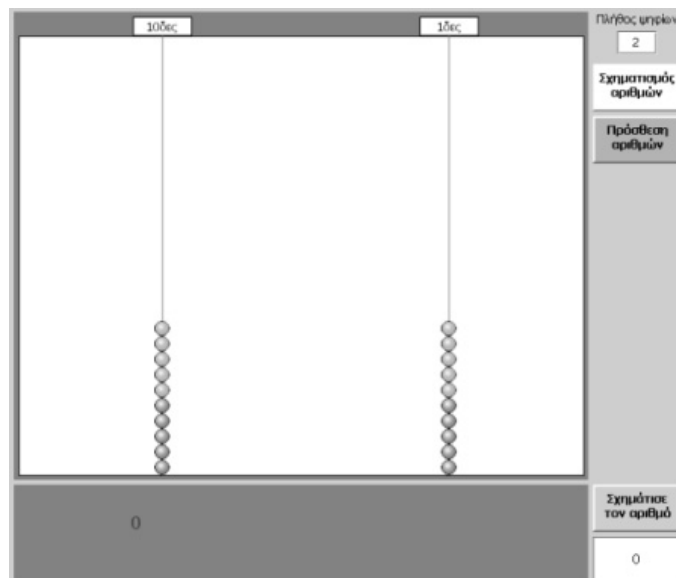 10δες
1δες
Πλήθος ψηφίων
2
Σχηματισμός
αριθμών
Πρόσθεση
αριθμών
0
Σχημάτισε
τον αριθμό
0